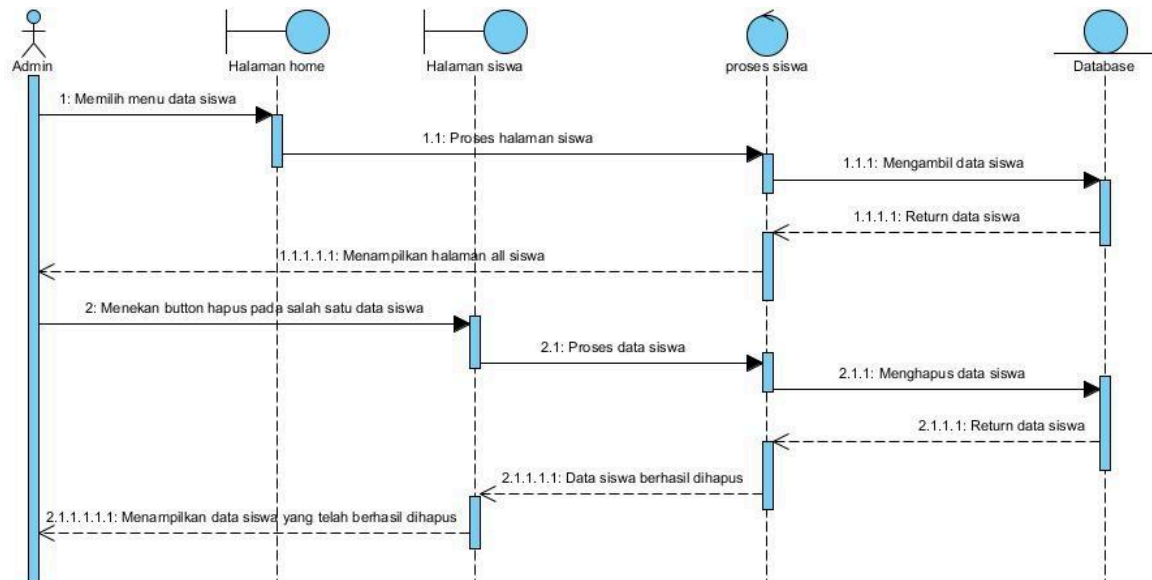 Admin
Halaman home
Halaman siswa
proses siswa
Database
1: Memilih menu data siswa
1.1: Proses halaman siswa
1.1.1: Mengambil data siswa
1.1.1.1: Return data siswa
1.1.1.1.1: Menampilkan halaman all siswa
2: Menekan button hapus pada salah satu data siswa
2.1: Proses data siswa
2.1.1: Menghapus data siswa
2.1.1.1: Return data siswa
2.1.1.1.1: Data siswa berhasil dihapus
2.1.1.1.1.1: Menampilkan data siswa yang telah berhasil dihapus